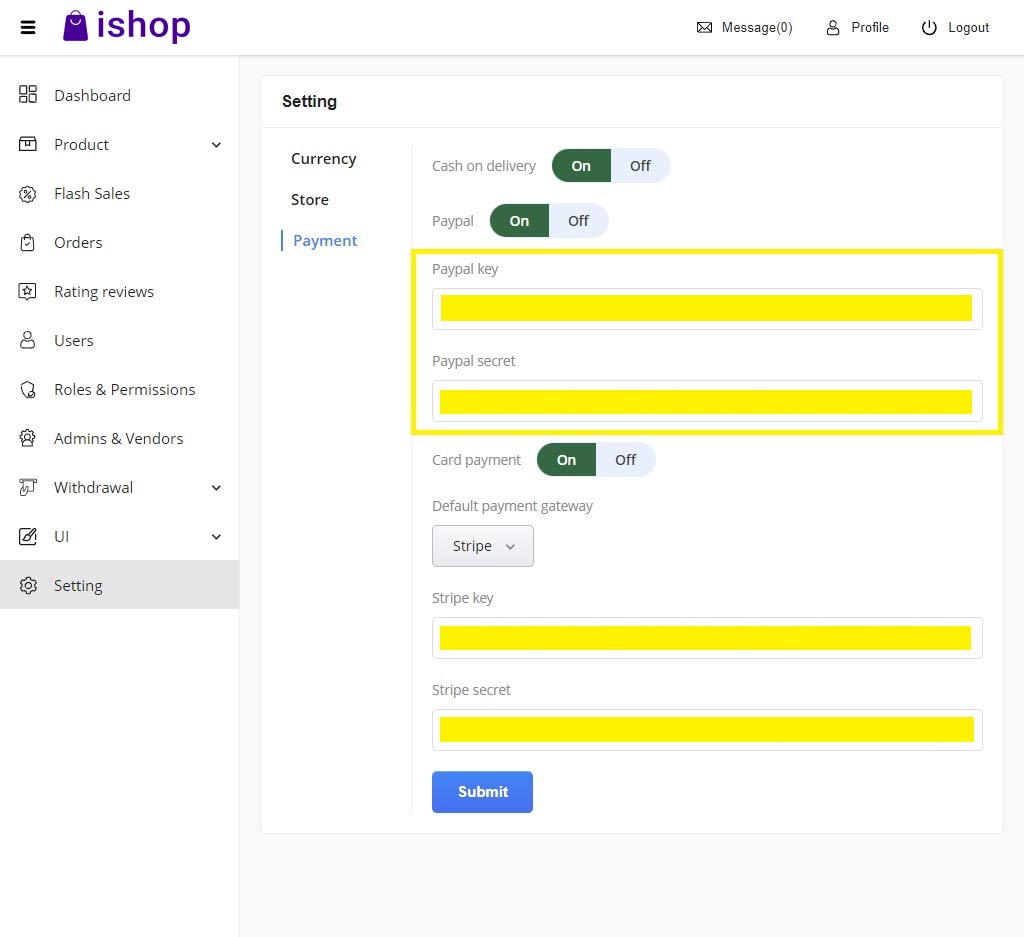 ishop
Message(0)
Profile
Logout
Dashboard
Product
Flash Sales
Orders
Rating reviews
Users
Roles & Permissions
Admins & Vendors
Withdrawal
UI
Setting
Setting
Currency
Store
Payment
Cash on delivery On Off
Paypal On Off
Paypal key
Paypal secret
Card payment On Off
Default payment gateway
Stripe
Stripe key
Stripe secret
Submit